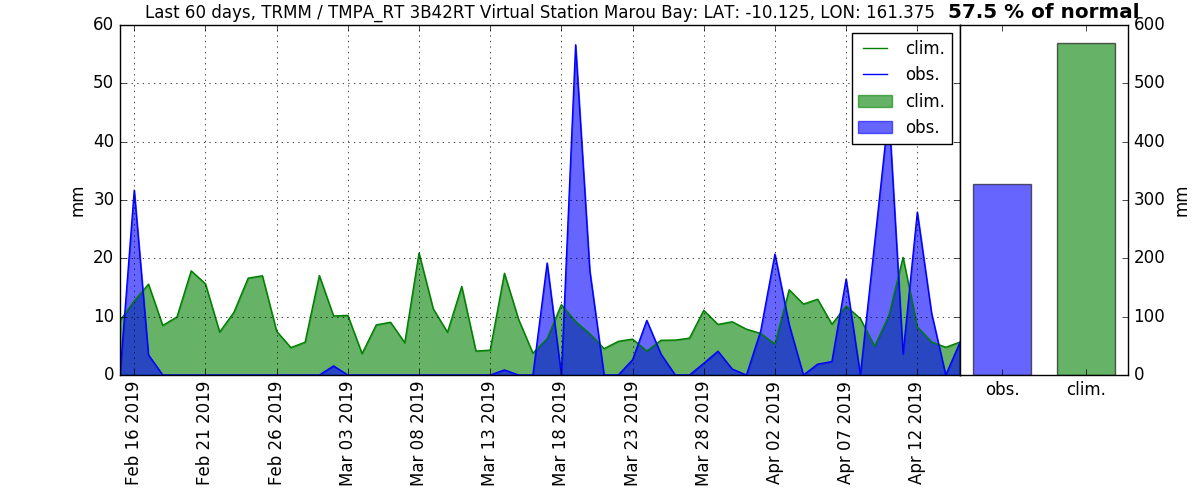 Last 60 days, TRMM / TMPA_RT 3B42RT Virtual Station Marou Bay: LAT: -10.125, LON: 161.375 57.5 % of normal
60
50
40
30
20
10
0
mm
clim.
obs.
clim.
obs.
600
500
400
300
200
100
0
mm
obs. clim.
Feb 16 2019
Feb 21 2019
Feb 26 2019
Mar 03 2019
Mar 08 2019
Mar 13 2019
Mar 18 2019
Mar 23 2019
Mar 28 2019
Apr 02 2019
Apr 07 2019
Apr 12 2019